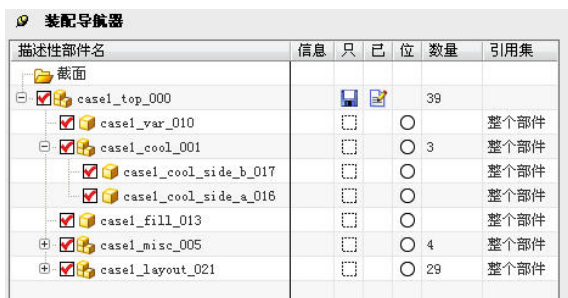 装配导航器
描述性部件名 信息 只 已 位 数量 引用集
截面
case1_top_000 39
case1_var_010 整个部件
case1_cool_001 3 整个部件
case1_cool_side_b_017 整个部件
case1_cool_side_a_016 整个部件
case1_fill_013 整个部件
case1_misc_005 4 整个部件
case1_layout_021 29 整个部件